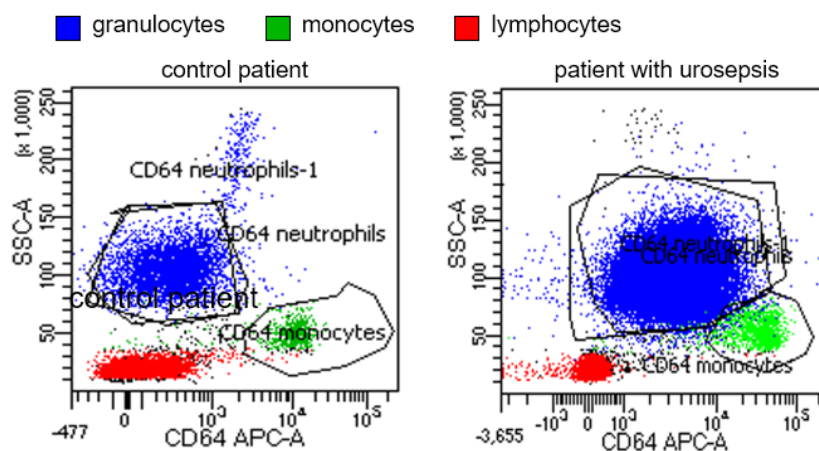 granulocytes monocytes lymphocytes
control patient patient with urosepsis
(× 1,000)
SSC-A
250
200
150
100
50
CD64 neutrophils-1
CD64 neutrophils
control patient
CD64 monocytes
-477
0 10³ 10⁴ 10⁵
CD64 APC-A
(× 1,000)
SSC-A
250
200
150
100
50
CD64 neutrophils-1
CD64 neutrophils
CD64 monocytes
-3,655
-10³ 0 10³ 10⁴ 10⁵
CD64 APC-A